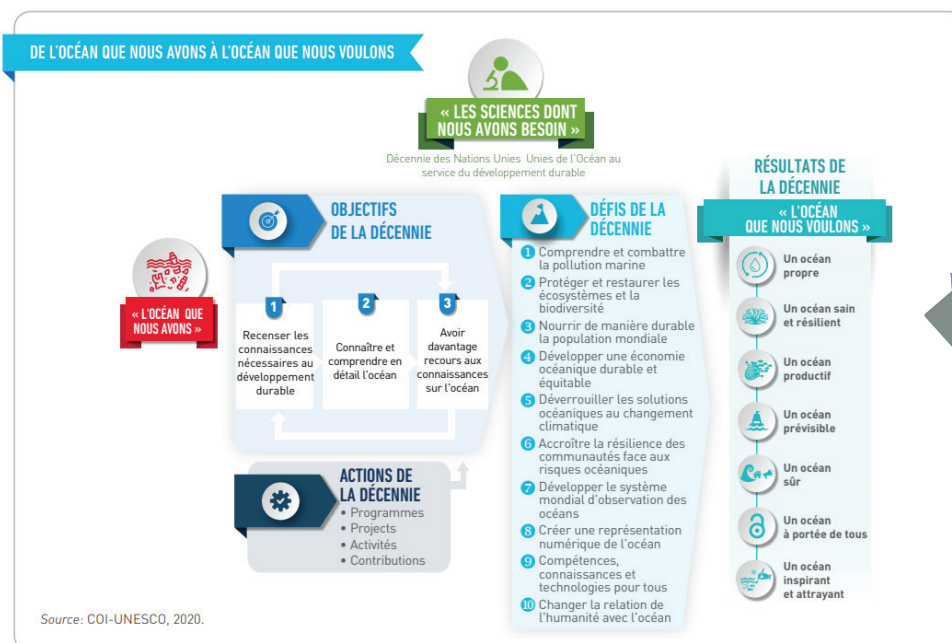 DE L'OCÉAN QUE NOUS AVONS À L'OCÉAN QUE NOUS VOULONS
« LES SCIENCES DONT
NOUS AVONS BESOIN »
Décennie des Nations Unies Unies de l'Océan au
service du développement durable
« L'OCÉAN QUE
NOUS AVONS »
OBJECTIFS
DE LA DÉCENNIE
1
Recenser les
connaissances
nécessaires au
développement
durable
2
Connaître et
comprendre en
détail l'océan
3
Avoir
davantage
recours aux
connaissances
sur l'océan
ACTIONS DE
LA DÉCENNIE
• Programmes
• Projects
• Activités
• Contributions
DÉFIS DE LA
DÉCENNIE
1 Comprendre et combattre
la pollution marine
2 Protéger et restaurer les
écosystèmes et la
biodiversité
3 Nourrir de manière durable
la population mondiale
4 Développer une économie
océanique durable et
équitable
5 Déverrouiller les solutions
océaniques au changement
climatique
6 Accroître la résilience des
communautés face aux
risques océaniques
7 Développer le système
mondial d'observation des
océans
8 Créer une représentation
numérique de l'océan
9 Compétences,
connaissances et
technologies pour tous
10 Changer la relation de
l'humanité avec l'océan
RÉSULTATS DE
LA DÉCENNIE
« L'OCÉAN
QUE NOUS VOULONS »
Un océan
propre
Un océan sain
et résilient
Un océan
productif
Un océan
prévisible
Un océan
sûr
Un océan
à portée de tous
Un océan
inspirant
et attrayant
Source: COI-UNESCO, 2020.